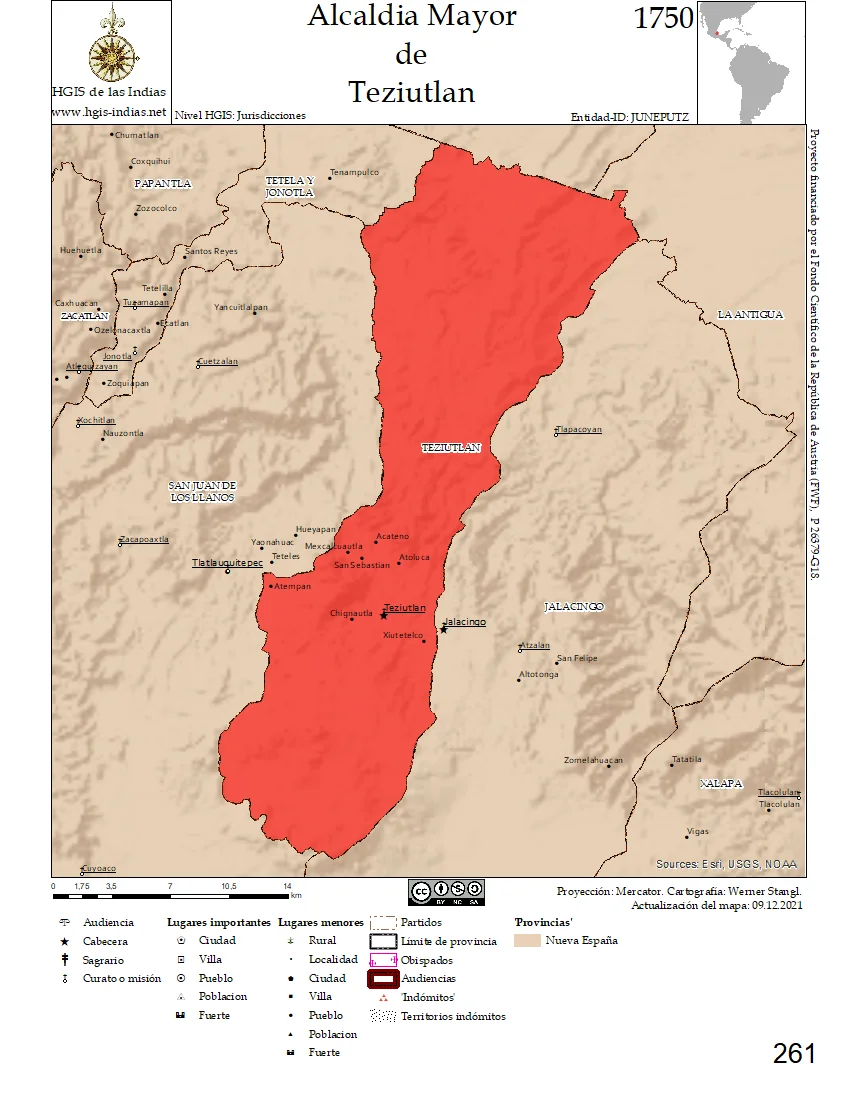 Alcaldia Mayor
de
Teziutlan
1750
HGIS de las Indias
www.hgis-indias.net
Nivel HGIS: Jurisdicciones
Entidad-ID: JUNEPUTZ
Proyecto financiado por el Fondo Científico de la República de Austria (FWF), P 26379-G18.
Chumatlan
Coxquihui
PAPANTLA
Zozocolco
TETELA Y
JONOTLA
Tenampulco
Huehuetla
Santos Reyes
Tetelilla
Caxhuacan
Tuzamapan
ZACATLAN
Yancuitlalpan
Ozelonacaxtla
Ecatlan
Jonotla
Atlequizayan
Cuetzalan
Zoquiapan
LA ANTIGUA
Xochitlan
Nauzontla
Tlapacoyan
TEZIUTLAN
SAN JUAN DE
LOS LLANOS
Zacapoaxtla
Hueyapan
Yaonahuac
Mexcalcuautla
Acateno
Teteles
Tlatlauquitepec
San Sebastian
Atoluca
Atempan
Chignautla
Teziutlan
Jalacingo
JALACINGO
Xiutetelco
Atzalan
San Felipe
Altotonga
Zomelahuacan
Tatatila
XALAPA
Tlacolulan
Tlacolulan
Vigas
Cuyoaco
Sources: Esri, USGS, NOAA
0 1,75 3,5 7 10,5 14
km
CC BY NC SA
Proyección: Mercator. Cartografía: Werner Stangl.
Actualización del mapa: 09.12.2021
Audiencia
Cabecera
Sagrario
Curato o misión
Lugares importantes
Ciudad
Villa
Pueblo
Poblacion
Fuerte
Lugares menores
Rural
Localidad
Ciudad
Villa
Pueblo
Poblacion
Fuerte
Partidos
Límite de provincia
Obispados
Audiencias
'Indómitos'
Territorios indómitos
'Provincias'
Nueva España
261